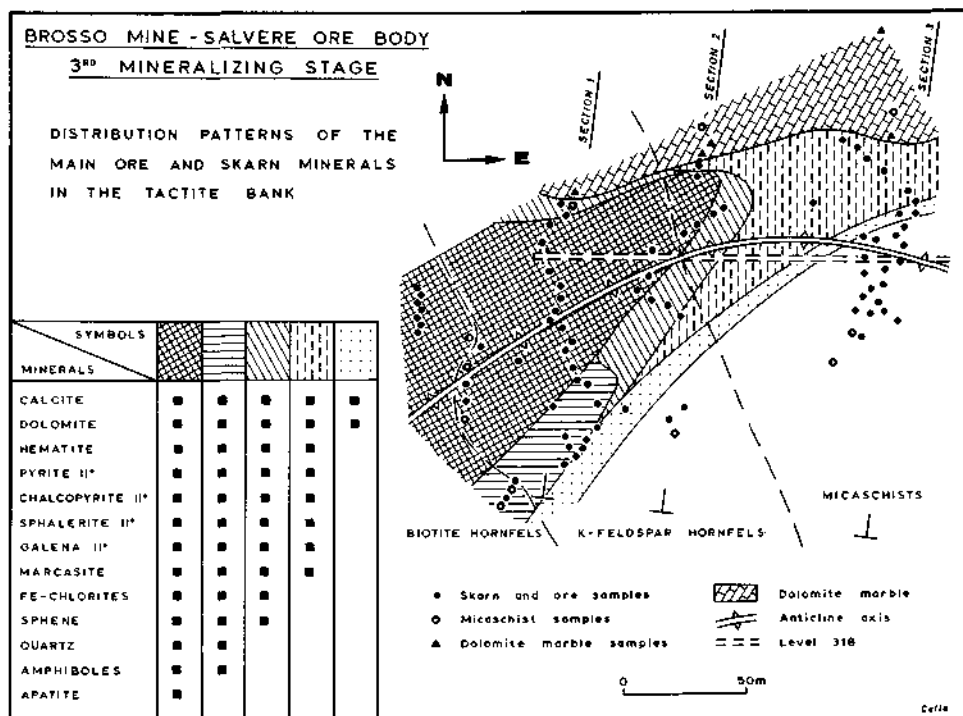 BROSSO MINE - SALVERE ORE BODY
3RD MINERALIZING STAGE
DISTRIBUTION PATTERNS OF THE
MAIN ORE AND SKARN MINERALS
IN THE TACTITE BANK
N
E
SECTION 1
SECTION 2
SECTION 3
SYMBOLS
MINERALS
CALCITE
DOLOMITE
HEMATITE
PYRITE II*
CHALCOPYRITE II*
SPHALERITE II*
GALENA II*
MARCASITE
FE-CHLORITES
SPHENE
QUARTZ
AMPHIBOLES
APATITE
BIOTITE HORNFELS
K-FELDSPAR HORNFELS
MICASCHISTS
Skarn and ore samples
Micaschist samples
Dolomite marble samples
Dolomite marble
Anticline axis
Level 318
0 50m